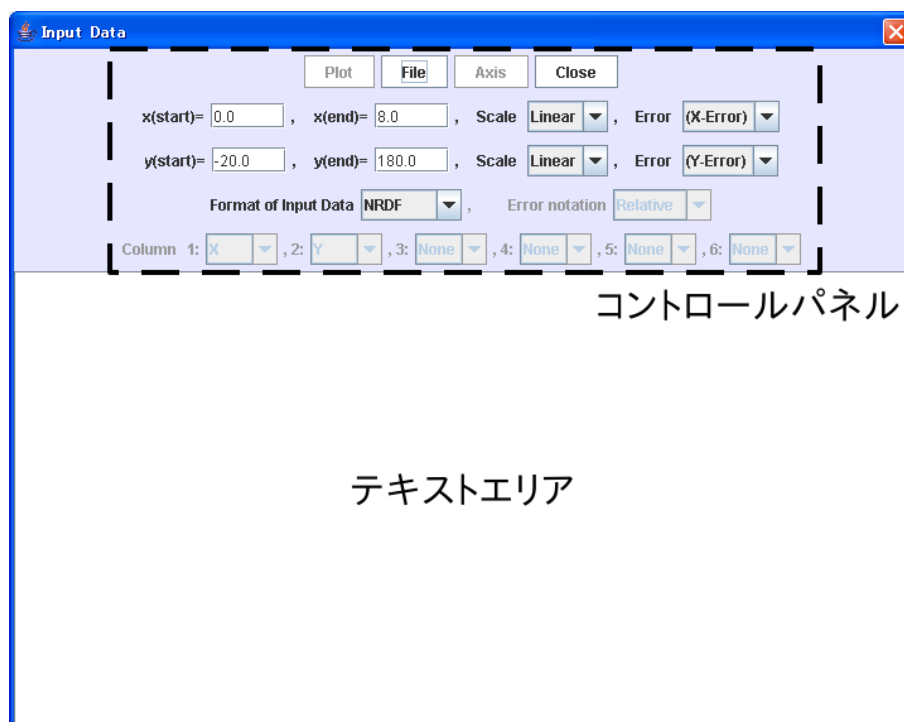 Input Data
Plot File Axis Close
x(start)= 0.0 , x(end)= 8.0 , Scale Linear , Error (X-Error)
y(start)= -20.0 , y(end)= 180.0 , Scale Linear , Error (Y-Error)
Format of Input Data NRDF , Error notation Relative
Column 1: X , 2: Y , 3: None , 4: None , 5: None , 6: None
コントロールパネル
テキストエリア